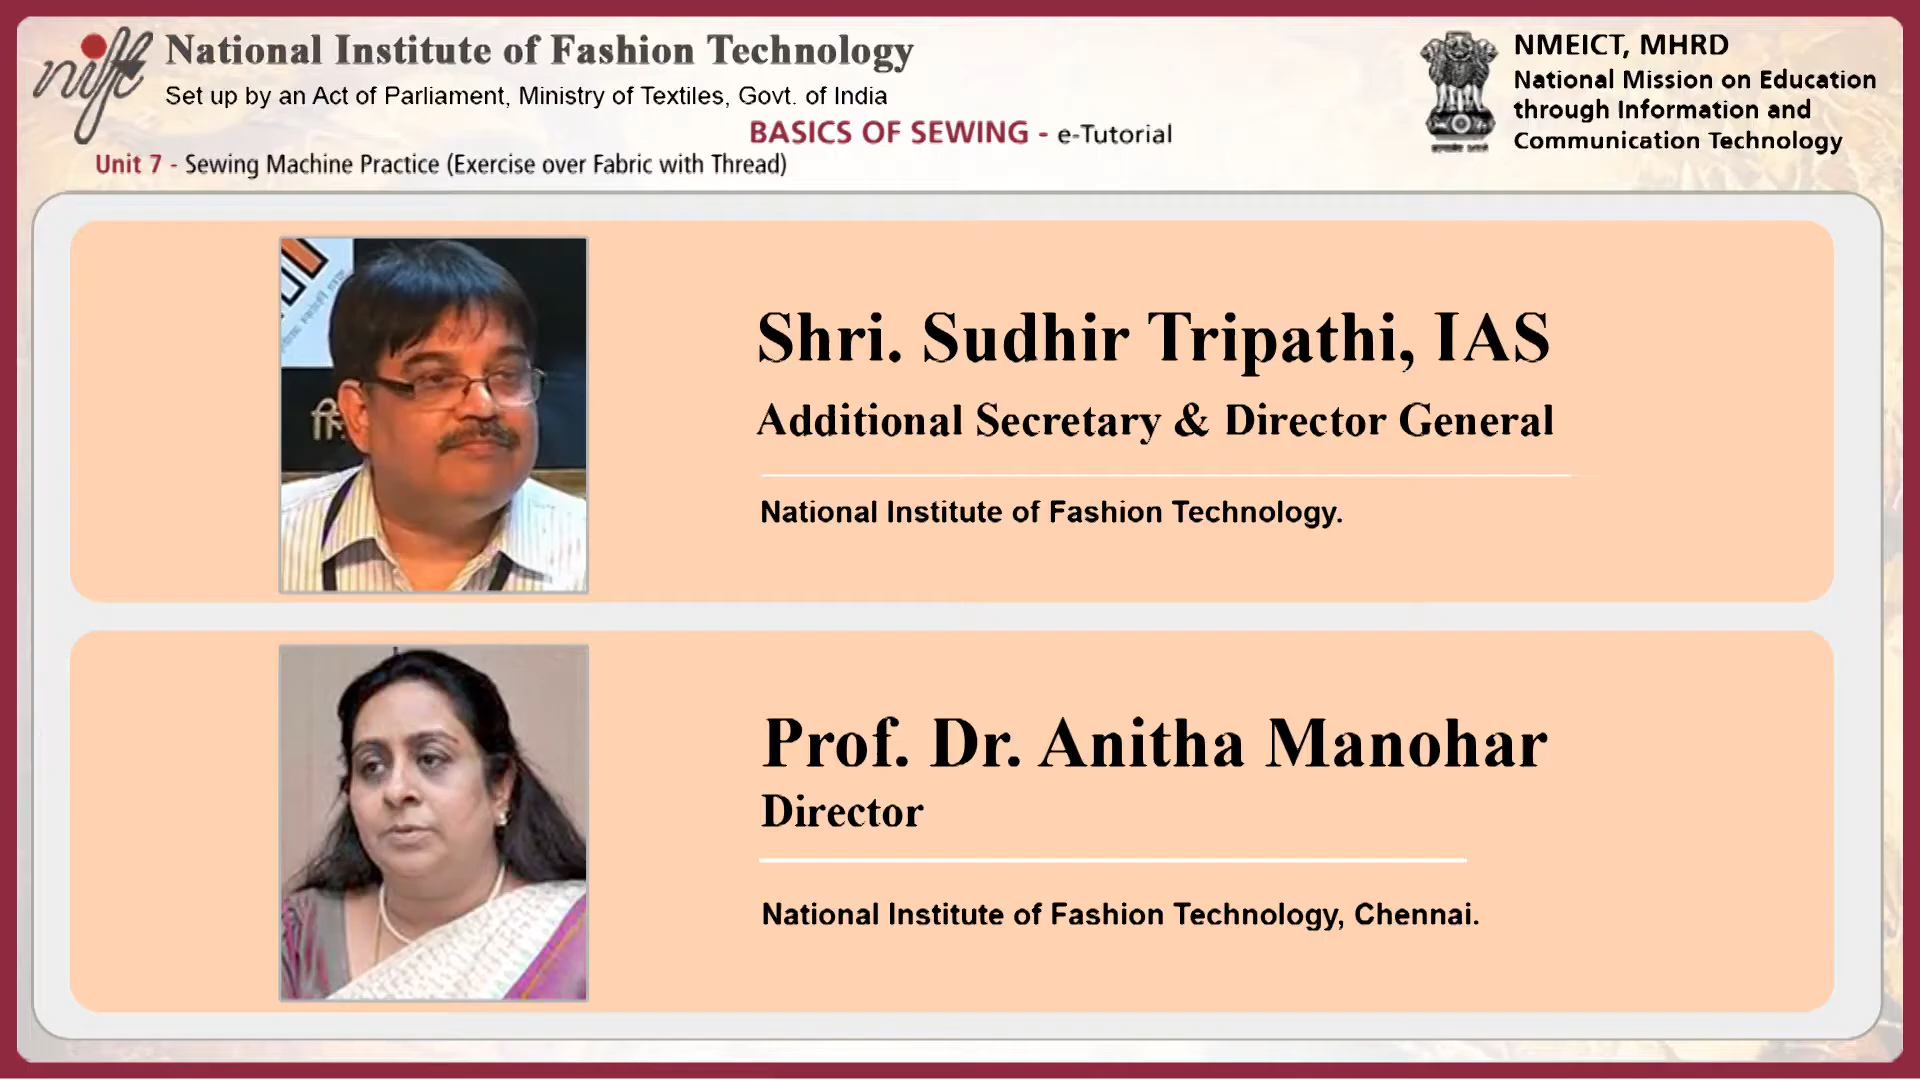 nift
National Institute of Fashion Technology
Set up by an Act of Parliament, Ministry of Textiles, Govt. of India
BASICS OF SEWING - e-Tutorial
Unit 7 - Sewing Machine Practice (Exercise over Fabric with Thread)
NMEICT, MHRD
National Mission on Education
through Information and
Communication Technology
Shri. Sudhir Tripathi, IAS
Additional Secretary & Director General
National Institute of Fashion Technology.
Prof. Dr. Anitha Manohar
Director
National Institute of Fashion Technology, Chennai.